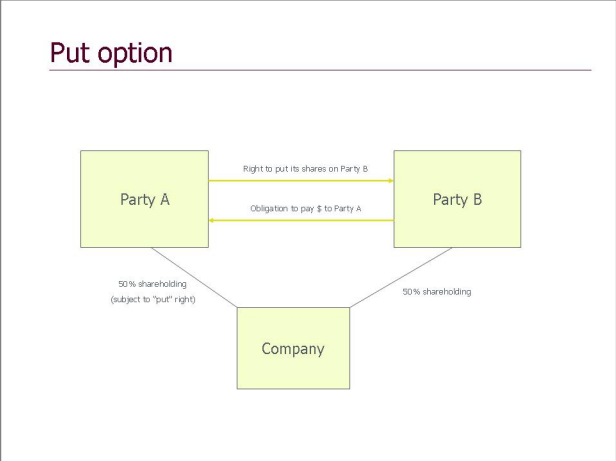 Put option
Right to put its shares on Party B
Party A
Party B
Obligation to pay $ to Party A
50% shareholding
(subject to "put" right)
50% shareholding
Company